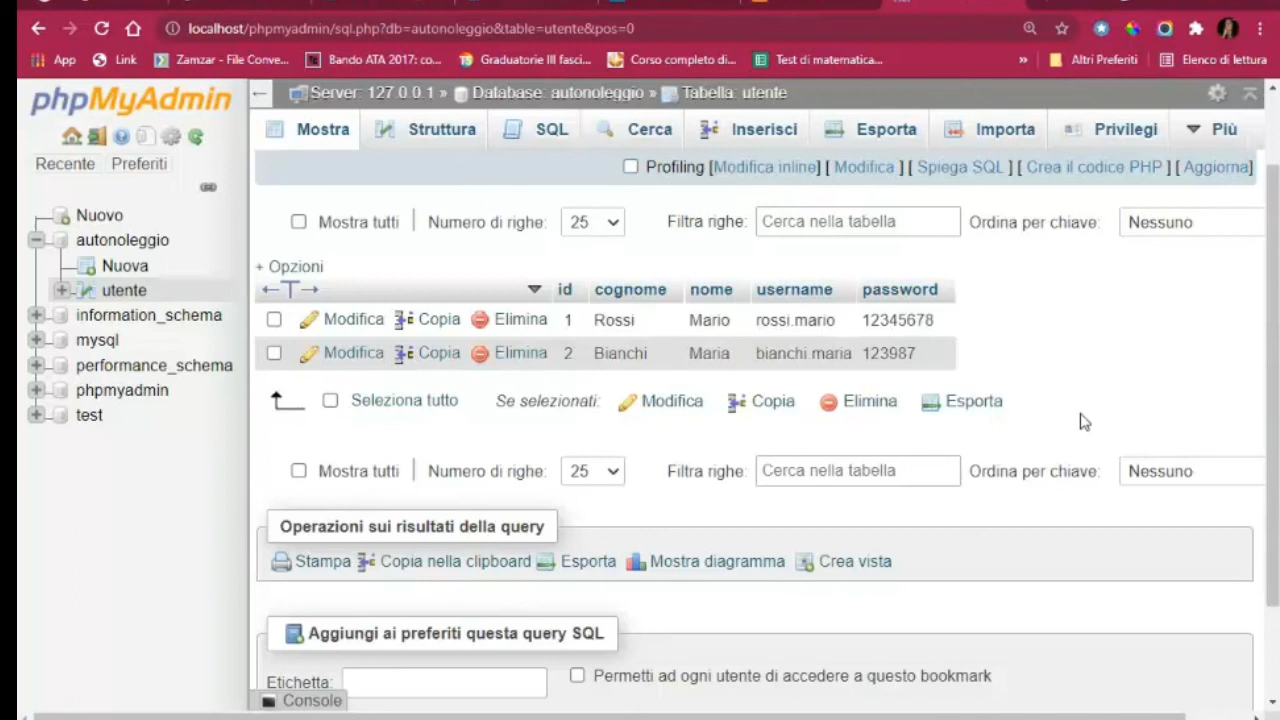 localhost/phpmyadmin/sql.php?db=autonoleggio&table=utente&pos=0
App Link Zamzar - File Conve... Bando ATA 2017: co... Graduatorie III fasci... Corso completo di... Test di matematica... » Altri Preferiti Elenco di lettura
phpMyAdmin
Recente Preferiti
Nuovo
autonoleggio
Nuova
utente
information_schema
mysql
performance_schema
phpmyadmin
test
Server: 127.0.0.1 » Database: autonoleggio » Tabella: utente
Mostra Struttura SQL Cerca Inserisci Esporta Importa Privilegi Più
Profiling [Modifica inline] [ Modifica ] [ Spiega SQL ] [ Crea il codice PHP ] [ Aggiorna]
Mostra tutti | Numero di righe: 25 Filtra righe: Cerca nella tabella Ordina per chiave: Nessuno
+ Opzioni
←T→ id cognome nome username password
Modifica Copia Elimina 1 Rossi Mario rossi.mario 12345678
Modifica Copia Elimina 2 Bianchi Maria bianchi.maria 123987
Seleziona tutto Se selezionati: Modifica Copia Elimina Esporta
Mostra tutti | Numero di righe: 25 Filtra righe: Cerca nella tabella Ordina per chiave: Nessuno
Operazioni sui risultati della query
Stampa Copia nella clipboard Esporta Mostra diagramma Crea vista
Aggiungi ai preferiti questa query SQL
Etichetta: Permetti ad ogni utente di accedere a questo bookmark
Console